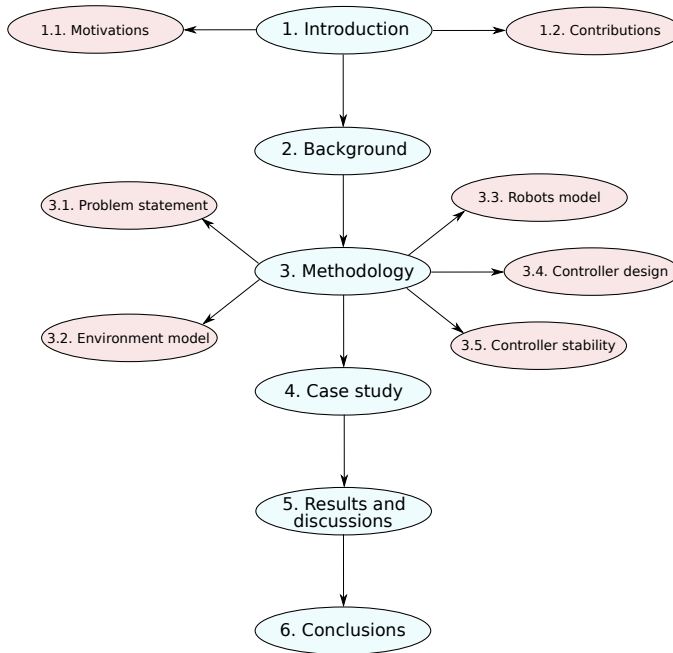 1.1. Motivations
1. Introduction
1.2. Contributions
2. Background
3.1. Problem statement
3.3. Robots model
3. Methodology
3.4. Controller design
3.2. Environment model
3.5. Controller stability
4. Case study
5. Results and
discussions
6. Conclusions